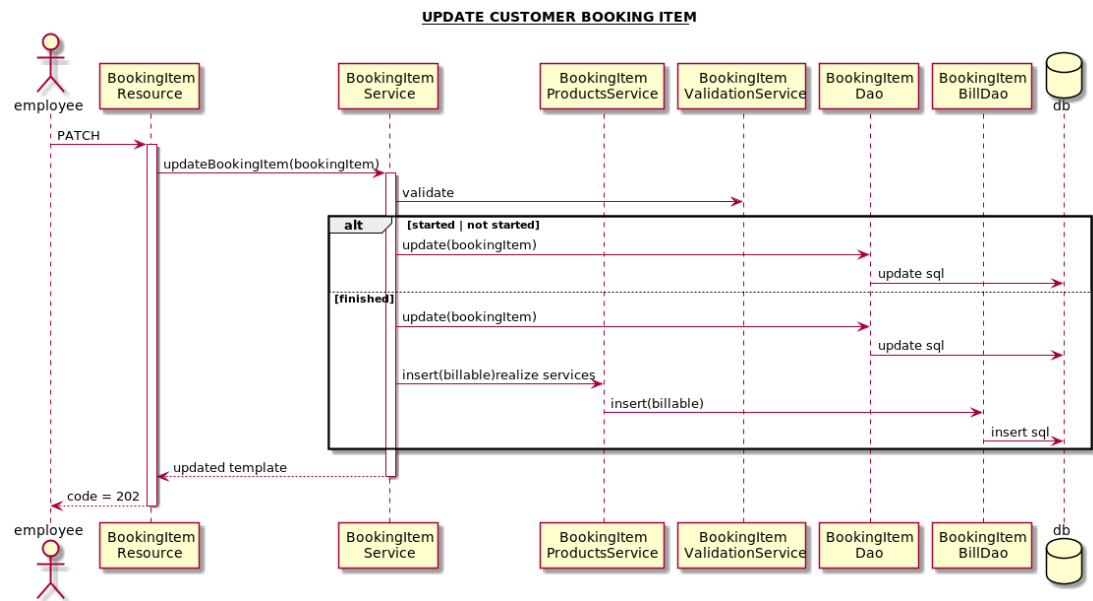 UPDATE CUSTOMER BOOKING ITEM
employee
BookingItem
Resource
BookingItem
Service
BookingItem
ProductsService
BookingItem
ValidationService
BookingItem
Dao
BookingItem
BillDao
db
PATCH
updateBookingItem(bookingItem)
validate
alt
[started | not started]
update(bookingItem)
update sql
[finished]
update(bookingItem)
update sql
insert(billable)realize services
insert(billable)
insert sql
updated template
code = 202
employee
BookingItem
Resource
BookingItem
Service
BookingItem
ProductsService
BookingItem
ValidationService
BookingItem
Dao
BookingItem
BillDao
db